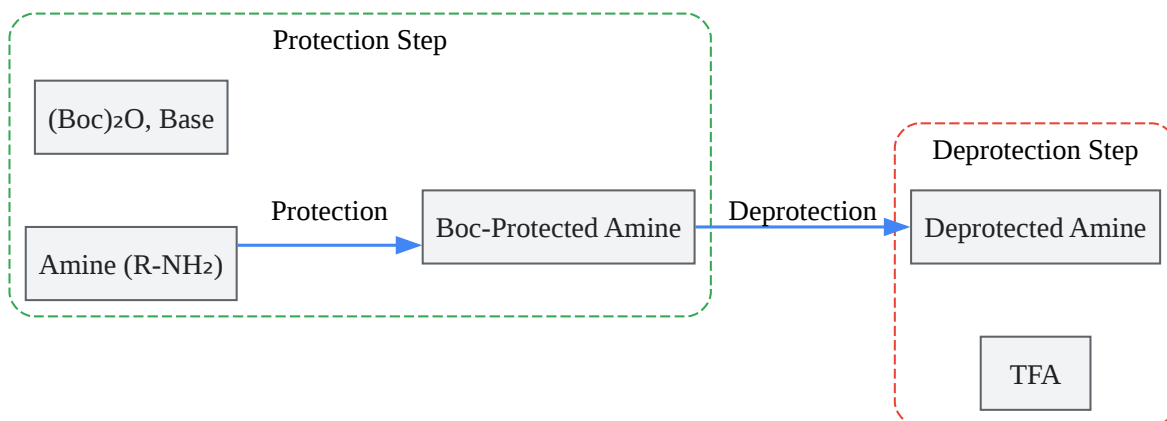 Protection Step
(Boc)₂O, Base
Amine (R-NH₂)
Protection
Boc-Protected Amine
Deprotection
Deprotection Step
Deprotected Amine
TFA